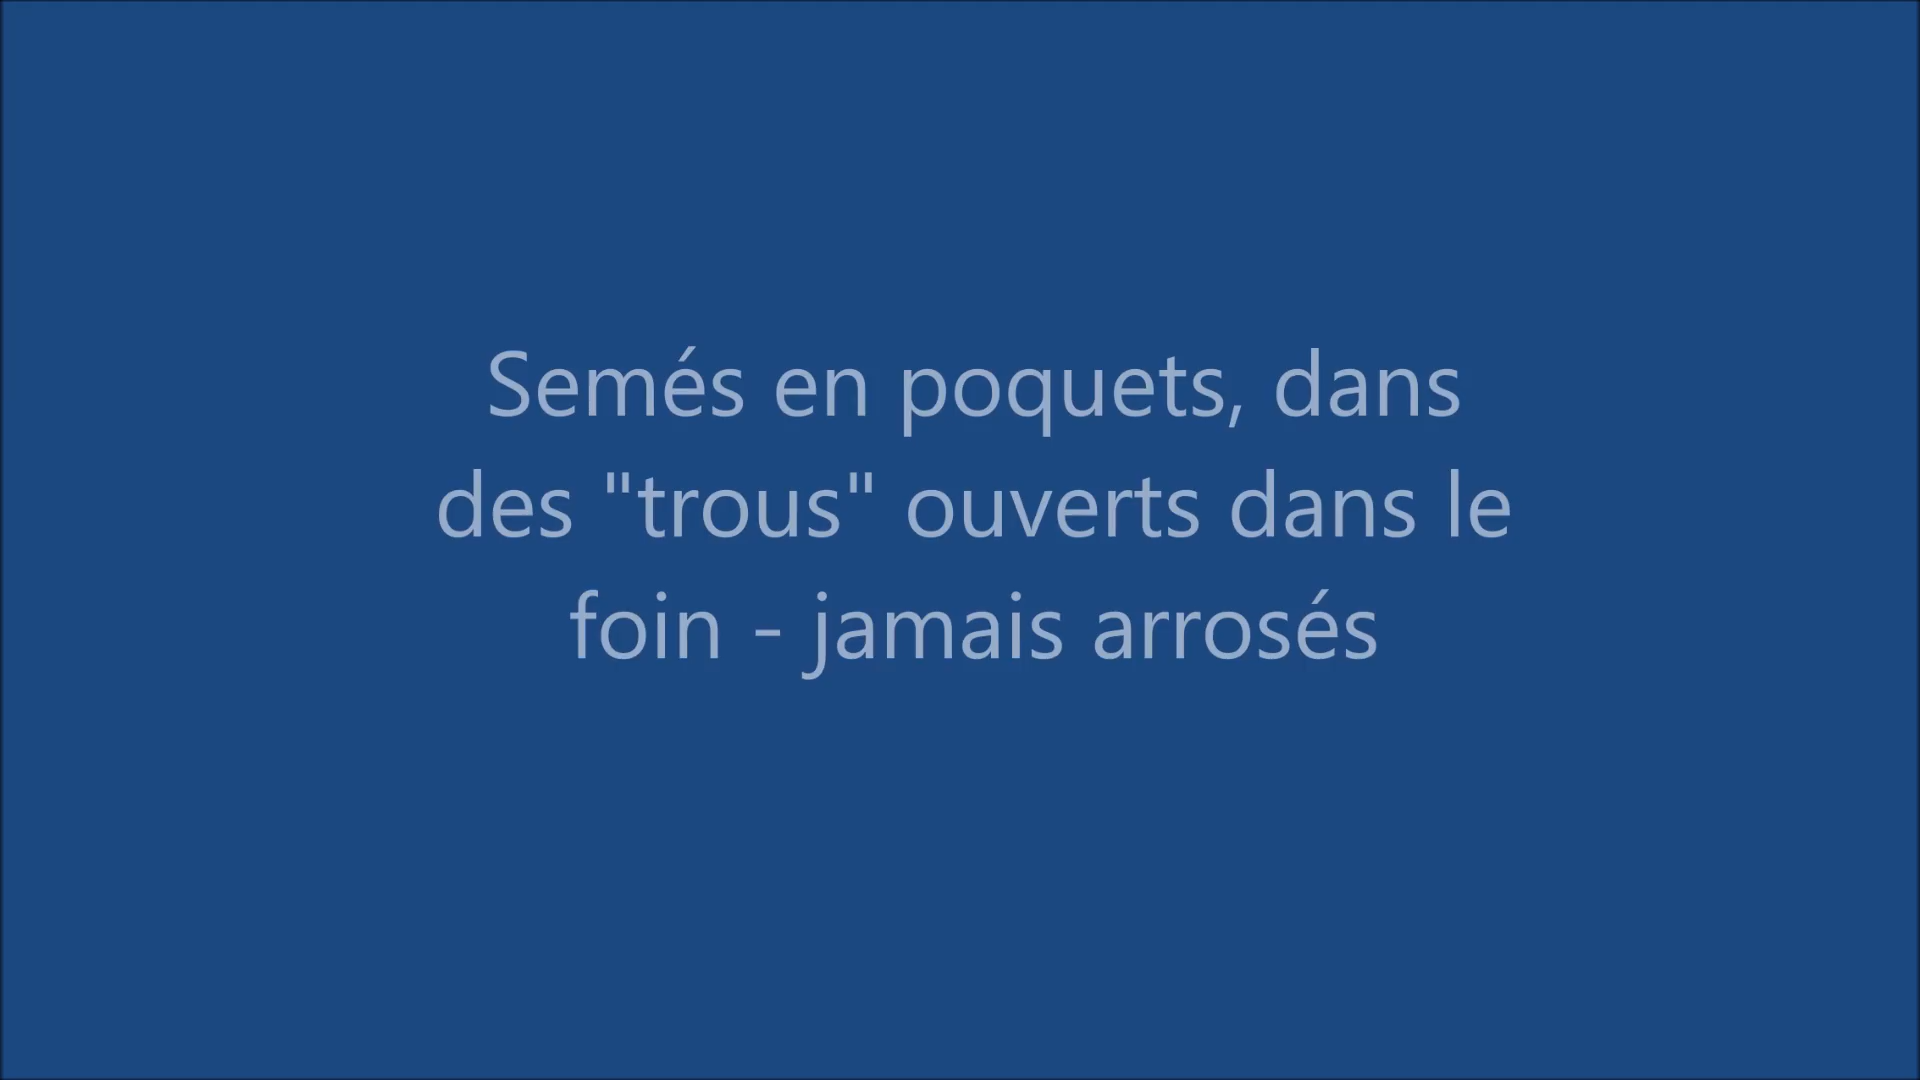 Semés en poquets, dans
des "trous" ouverts dans le
foin - jamais arrosés